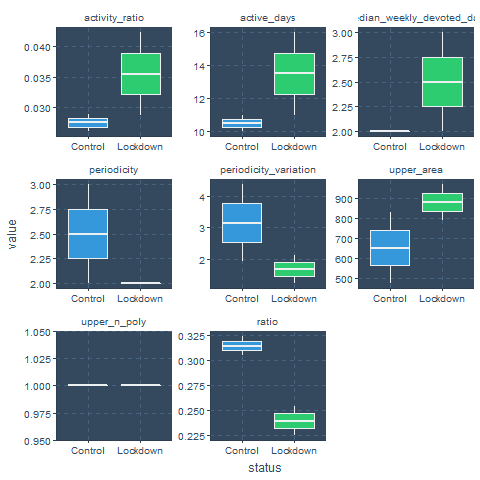 activity_ratio
active_days
edian_weekly_devoted_da
0.040
0.035
0.030
16
14
12
10
3.00
2.75
2.50
2.25
2.00
Control Lockdown
Control Lockdown
Control Lockdown
periodicity
periodicity_variation
upper_area
3.00
2.75
2.50
2.25
2.00
4
3
2
900
800
700
600
500
Control Lockdown
Control Lockdown
Control Lockdown
value
upper_n_poly
ratio
1.050
1.025
1.000
0.975
0.950
0.325
0.300
0.275
0.250
0.225
Control Lockdown
Control Lockdown
status